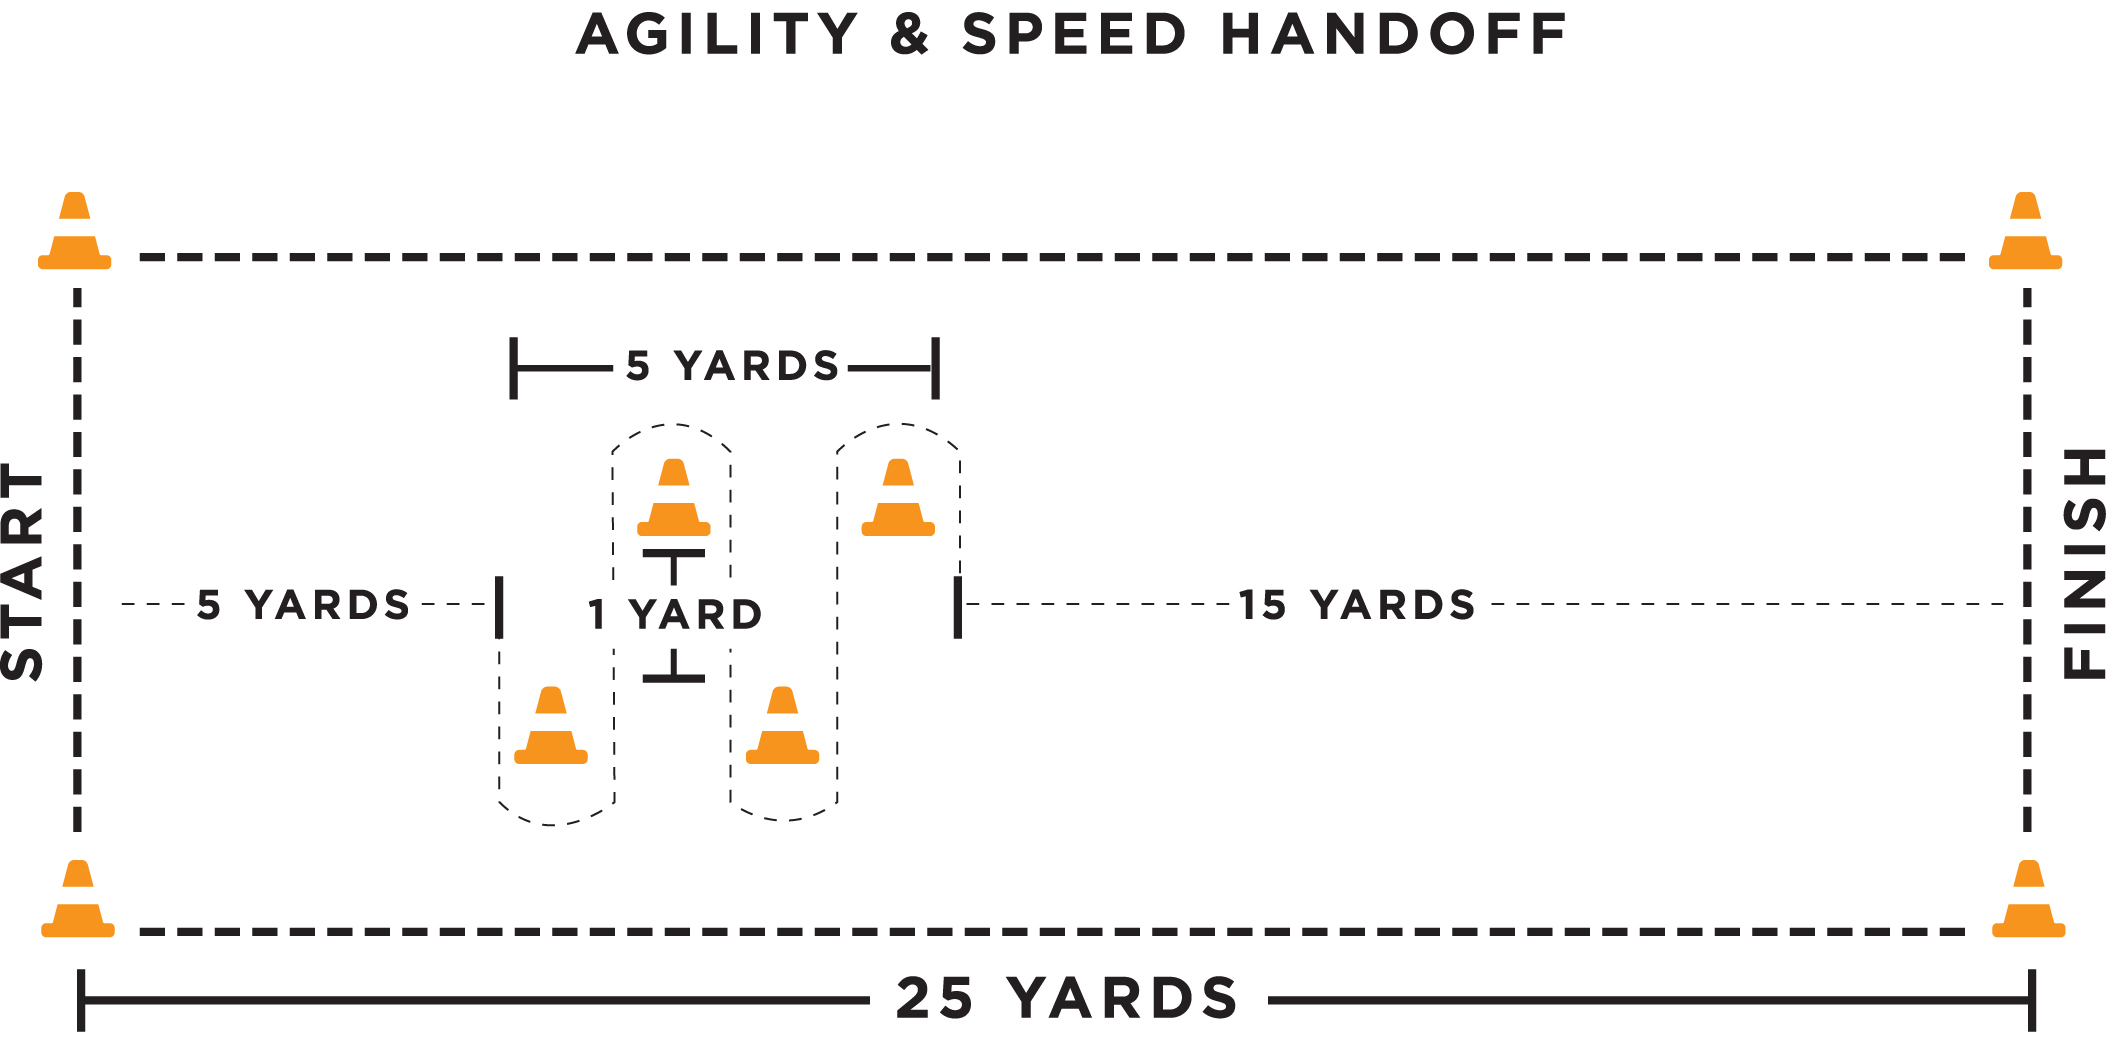 AGILITY & SPEED HANDOFF
5 YARDS
START
5 YARDS
1 YARD
15 YARDS
FINISH
25 YARDS